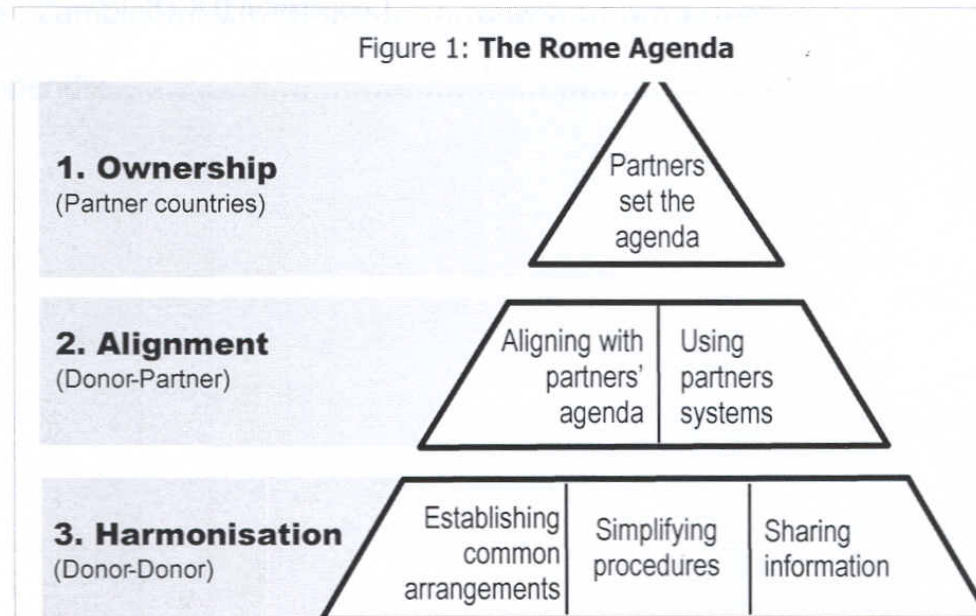 Figure 1: The Rome Agenda
1. Ownership
(Partner countries)
Partners
set the
agenda
2. Alignment
(Donor-Partner)
Aligning with
partners'
agenda
Using
partners
systems
3. Harmonisation
(Donor-Donor)
Establishing
common
arrangements
Simplifying
procedures
Sharing
information